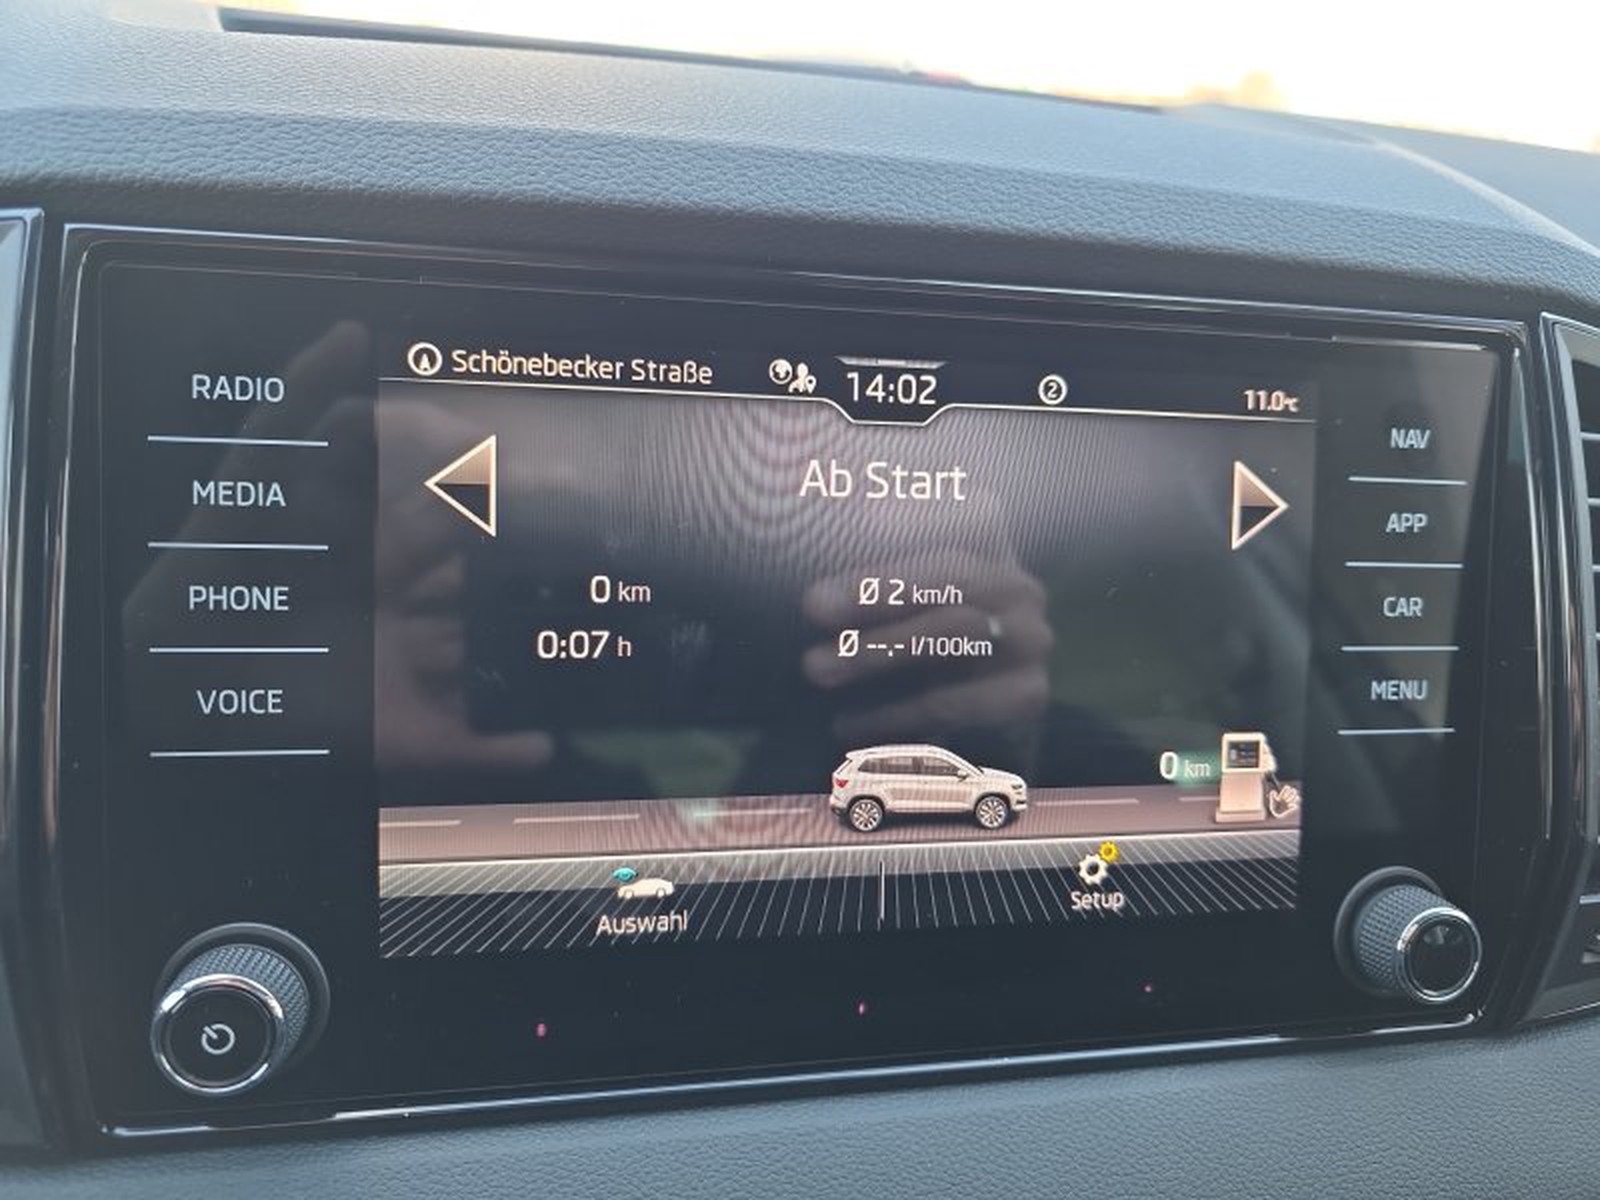 RADIO
MEDIA
PHONE
VOICE
Schönebecker Straße
14:02
2
11.0°C
Ab Start
0 km
Ø 2 km/h
0:07 h
Ø --.- l/100km
0 km
Auswahl
Setup
NAV
APP
CAR
MENU